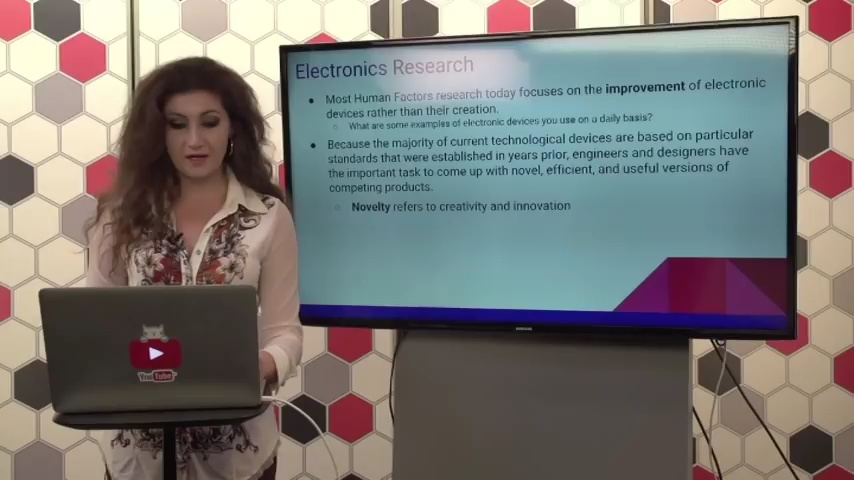 Electronics Research
• Most Human Factors research today focuses on the improvement of electronic
devices rather than their creation.
○ What are some examples of electronic devices you use on a daily basis?
• Because the majority of current technological devices are based on particular
standards that were established in years prior, engineers and designers have
the important task to come up with novel, efficient, and useful versions of
competing products.
○ Novelty refers to creativity and innovation
SAMSUNG
YouTube